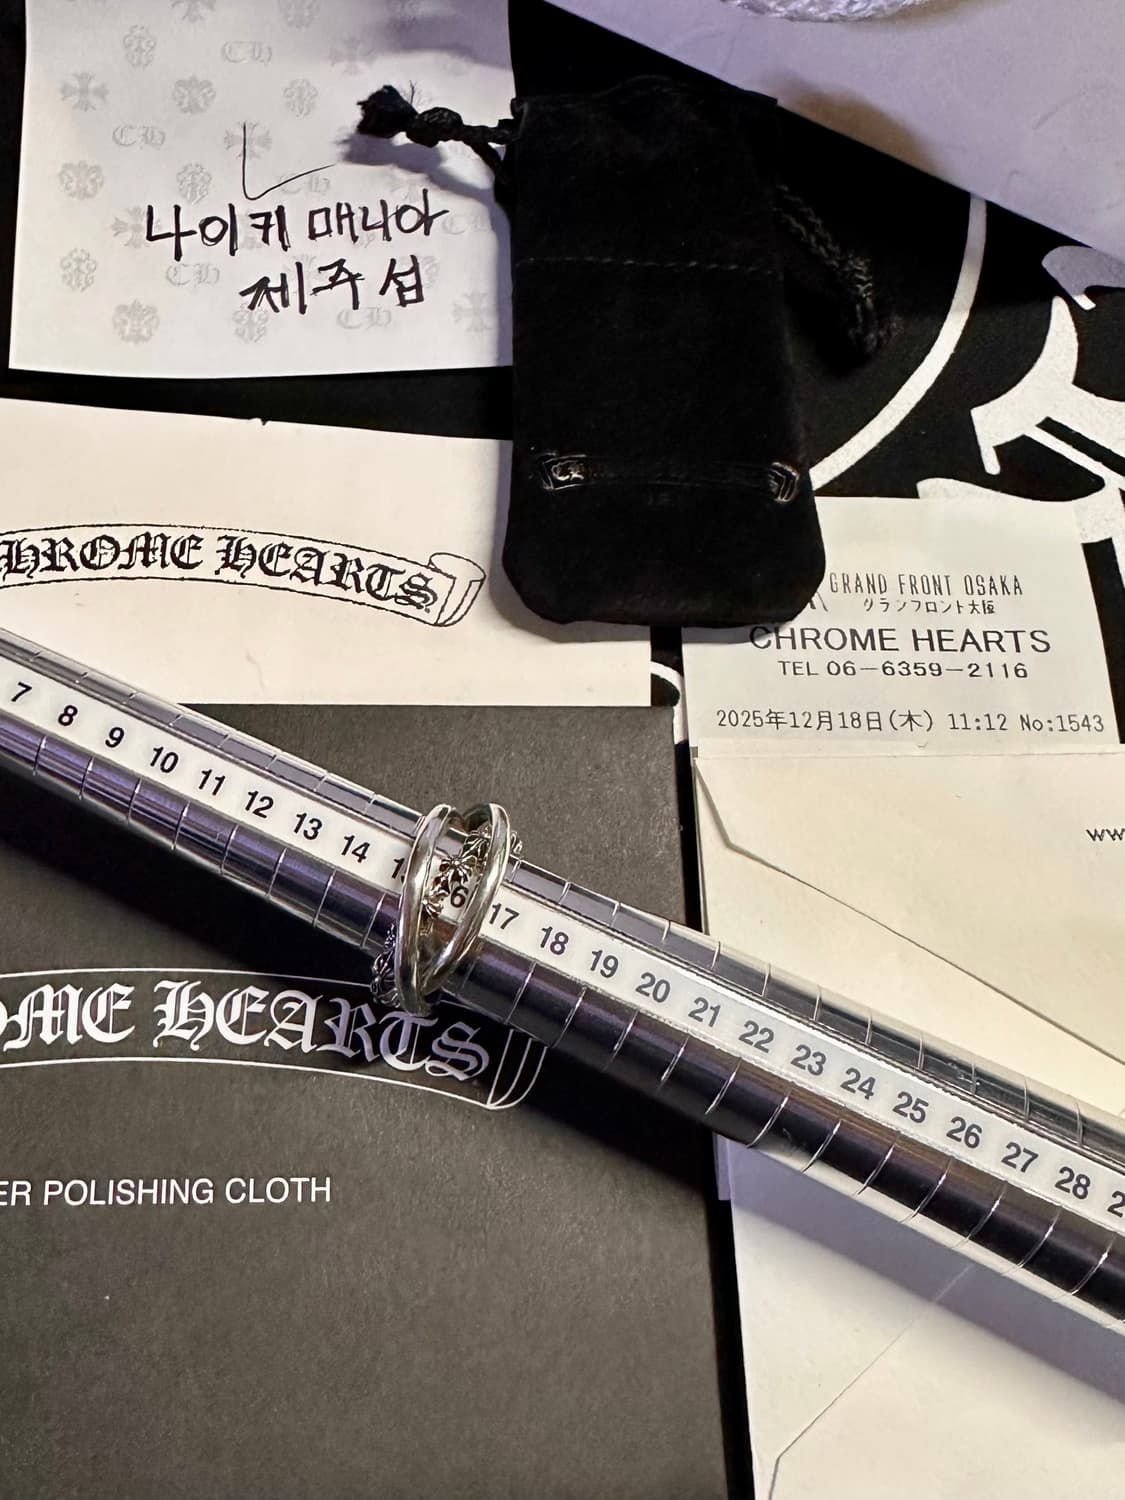 나이키 매니아
제주 섭
CHROME HEARTS
GRAND FRONT OSAKA
グランフロント大阪
CHROME HEARTS
TEL 06-6359-2116
2025年12月18日(木) 11:12 No:1543
7 8 9 10 11 12 13 14 6 17 18 19 20 21 22 23 24 25 26 27 28
HEARTS
POLISHING CLOTH